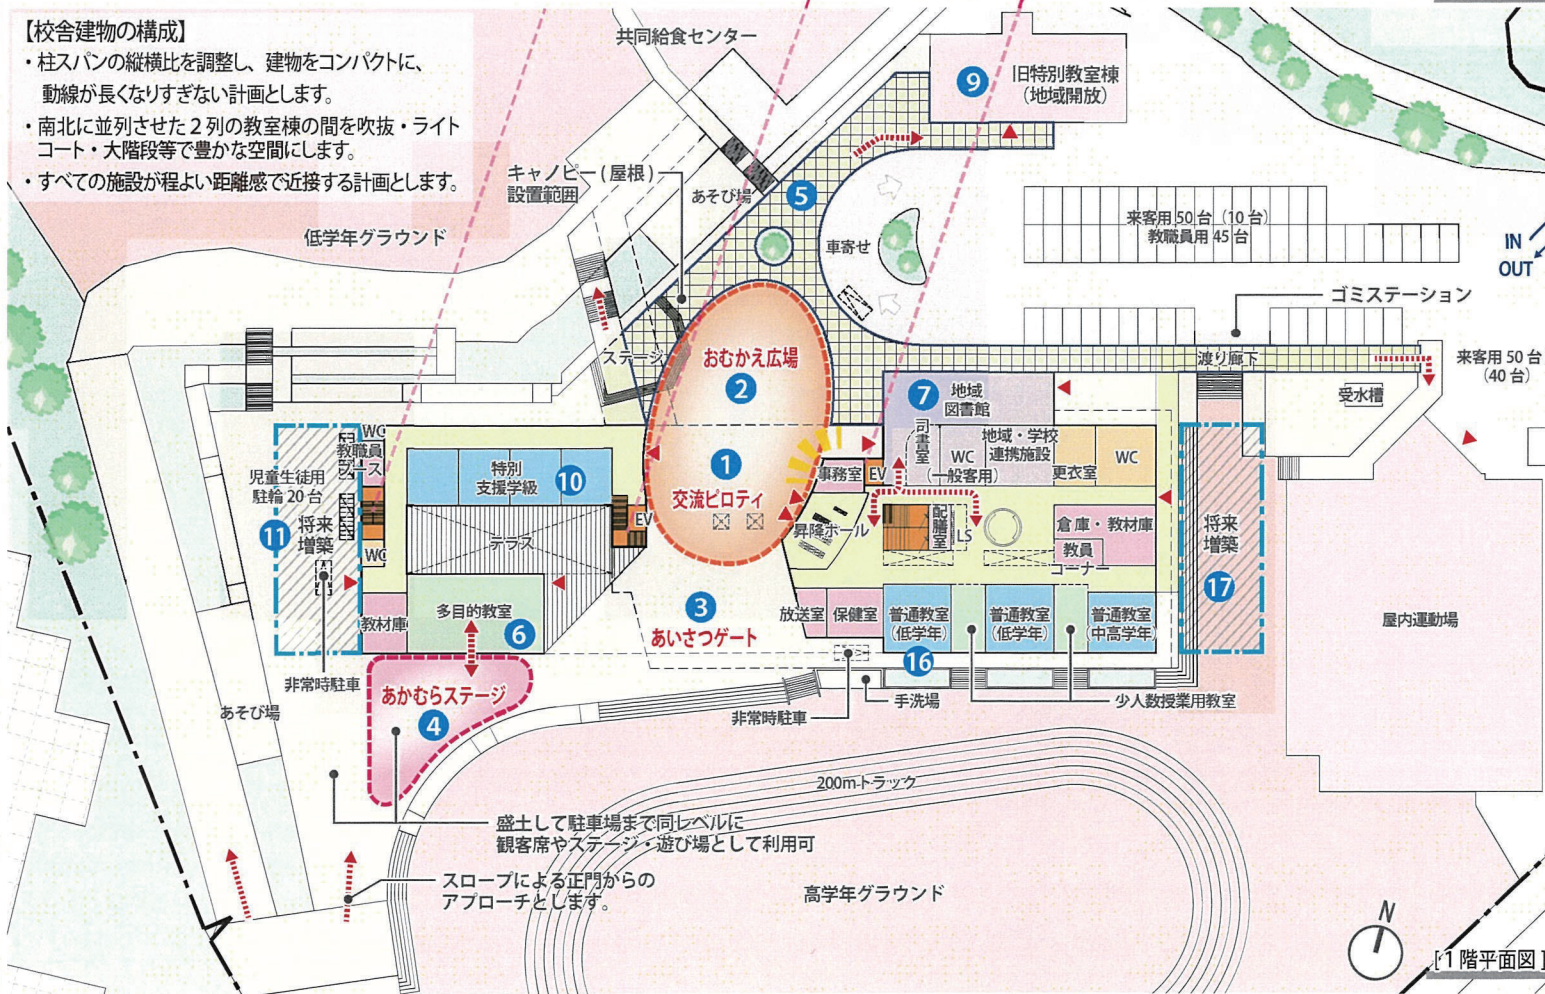 【校舎建物の構成】
・柱スパンの縦横比を調整し、建物をコンパクトに、
動線が長くなりすぎない計画とします。
・南北に並列させた２列の教室棟の間を吹抜・ライト
コート・大階段等で豊かな空間にします。
・すべての施設が程よい距離感で近接する計画とします。
共同給食センター
9
旧特別教室棟
（地域開放）
キャノピー(屋根)
設置範囲
あそび場
5
低学年グラウンド
車寄せ
来客用 50 台（10 台）
教職員用 45 台
IN
OUT
ゴミステーション
ステージ
おむかえ広場
2
渡り廊下
来客用 50 台
（40 台）
受水槽
7
地域
図書館
司書室
WC
（一般客用）
地域・学校
連携施設
更衣室
WC
WC
教職員
ブース
児童生徒用
駐輪 20 台
11
将来
増築
WC
特別
支援学級
10
1
交流ピロティ
事務室
EV
EV
昇降ホール
配膳室
LS
倉庫・教材庫
教員
コーナー
将来
増築
17
テラス
教材庫
多目的教室
6
3
あいさつゲート
放送室
保健室
普通教室
（低学年）
16
普通教室
（低学年）
普通教室
（中高学年）
屋内運動場
非常時駐車
あそび場
あかむらステージ
4
非常時駐車
手洗場
少人数授業用教室
200mトラック
盛土して駐車場まで同レベルに
観客席やステージ・遊び場として利用可
スロープによる正門からの
アプローチとします。
高学年グラウンド
N
[1 階平面図]